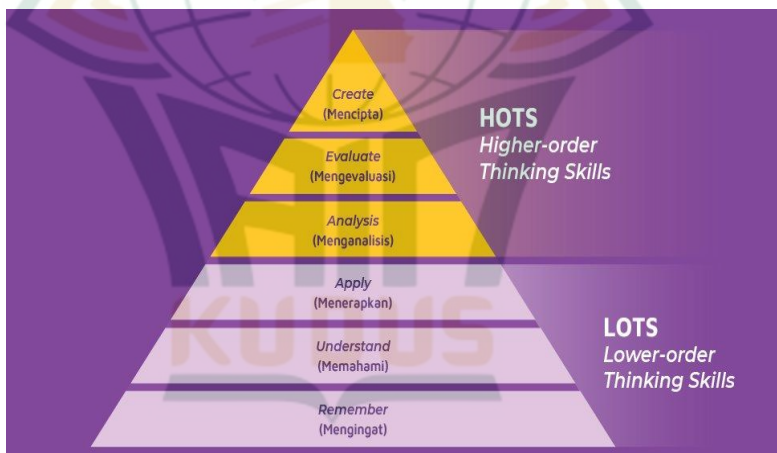 Create
(Mencipta)
HOTS
Higher-order
Thinking Skills
Evaluate
(Mengevaluasi)
Analysis
(Menganalisis)
Apply
(Menerapkan)
LOTS
Lower-order
Thinking Skills
Understand
(Memahami)
Remember
(Mengingat)
KUDUS